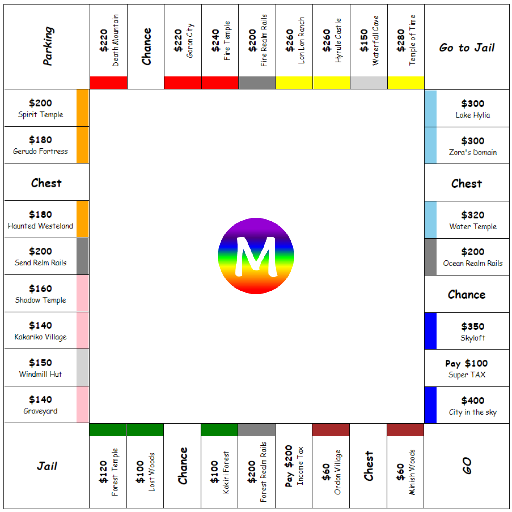 Parking
$220
Death Mountain
Chance
$220
Goron City
$240
Fire Temple
$200
Fire Realm Rails
$260
Lon Lon Ranch
$260
Hyrule Castle
$150
Waterfall Cave
$280
Temple of Time
Go to Jail
$200
Spirit Temple
$180
Gerudo Fortress
Chest
$180
Haunted Westeland
$200
Send Relm Rails
$160
Shadow Temple
$140
Kakariko Village
$150
Windmill Hut
$140
Graveyard
M
$300
Lake Hylia
$300
Zora's Domain
Chest
$320
Water Temple
$200
Ocean Realm Rails
Chance
$350
Skyloft
Pay $100
Super TAX
$400
City in the sky
Jail
$120
Forest Temple
$100
Lost Woods
Chance
$100
Kokiri Forest
$200
Forest Realm Rails
Pay $200
Income Tax
$60
Ordon Village
Chest
$60
Minish Woods
GO